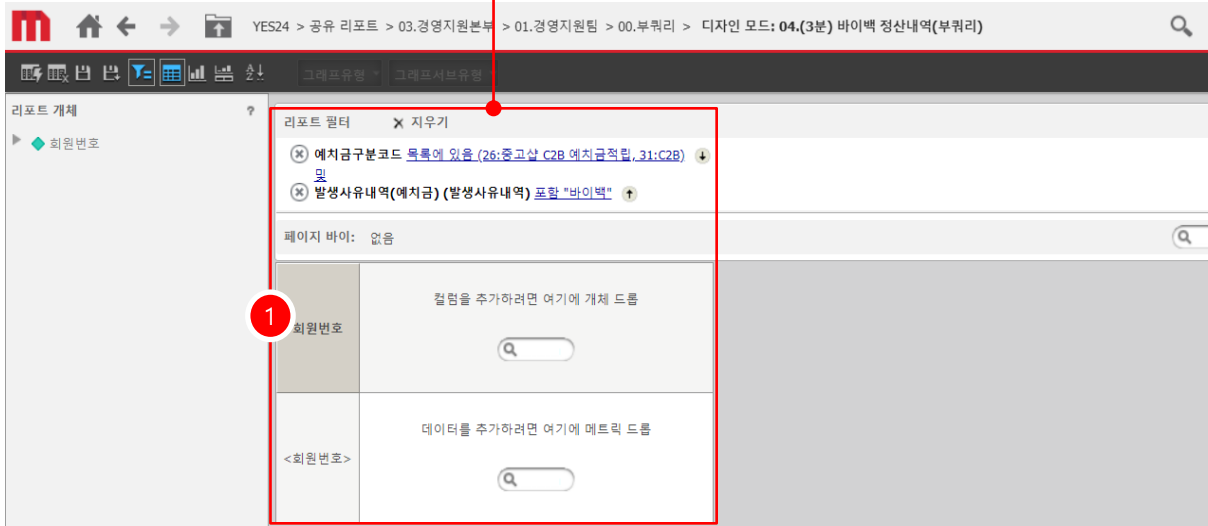 YES24 > 공유 리포트 > 03.경영지원본부 > 01.경영지원팀 > 00.부쿼리 > 디자인 모드: 04.(3분) 바이백 정산내역(부쿼리)
그래프유형 그래프서브유형
리포트 개체 ?
회원번호
리포트 필터 지우기
예치금구분코드 목록에 있음 (26:중고샵 C2B 예치금적립, 31:C2B)
및
발생사유내역(예치금) (발생사유내역) 포함 "바이백"
페이지 바이: 없음
컬럼을 추가하려면 여기에 개체 드롭
1
회원번호
데이터를 추가하려면 여기에 메트릭 드롭
<회원번호>